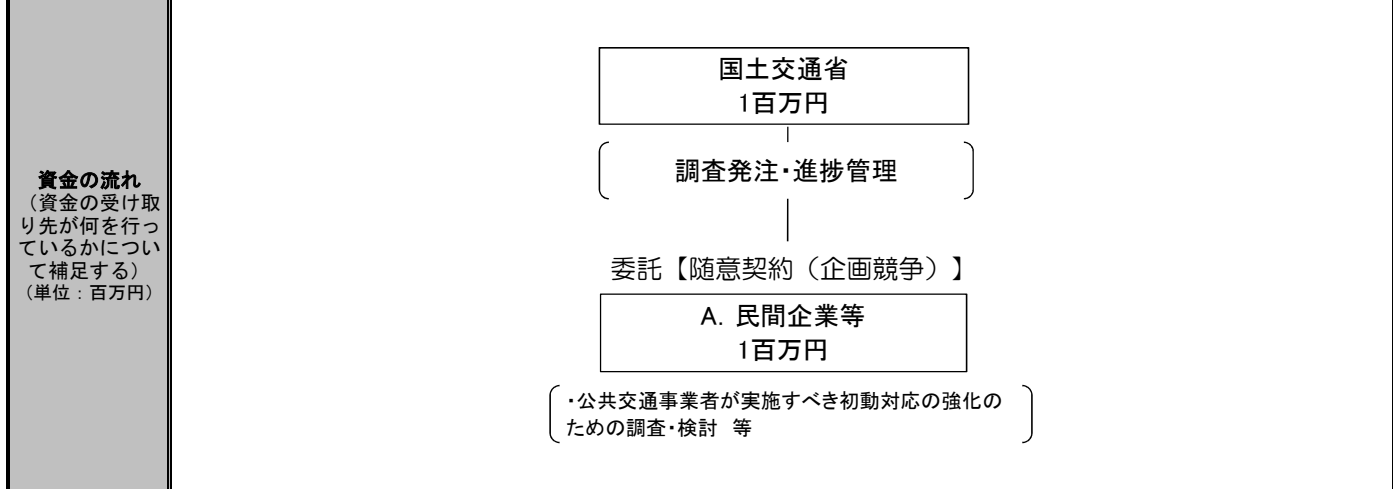 資金の流れ
（資金の受け取
り先が何を行っ
ているかについ
て補足する）
（単位：百万円）
国土交通省
1百万円
調査発注・進捗管理
委託【随意契約（企画競争）】
A. 民間企業等
1百万円
・公共交通事業者が実施すべき初動対応の強化の
ための調査・検討　等